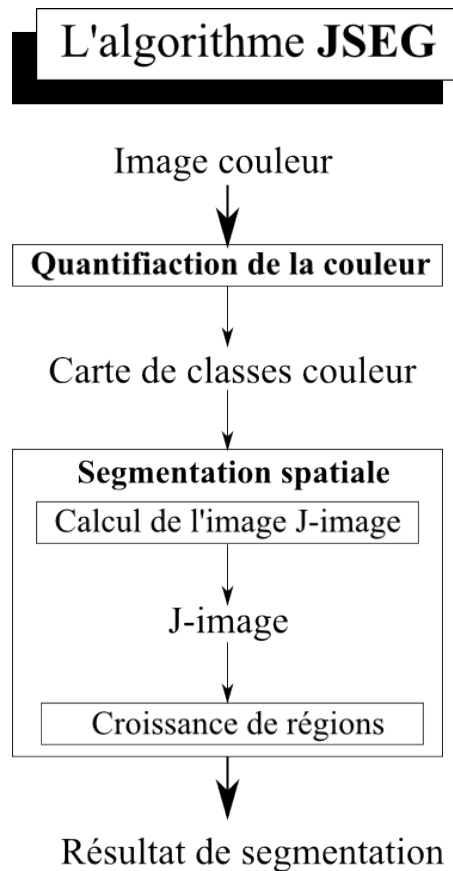 L'algorithme JSEG
Image couleur
Quantifiaction de la couleur
Carte de classes couleur
Segmentation spatiale
Calcul de l'image J-image
J-image
Croissance de régions
Résultat de segmentation